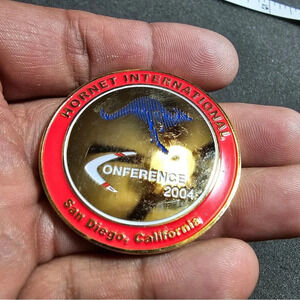 HORNET INTERNATIONAL
CONFERENCE
2004
San Diego, California